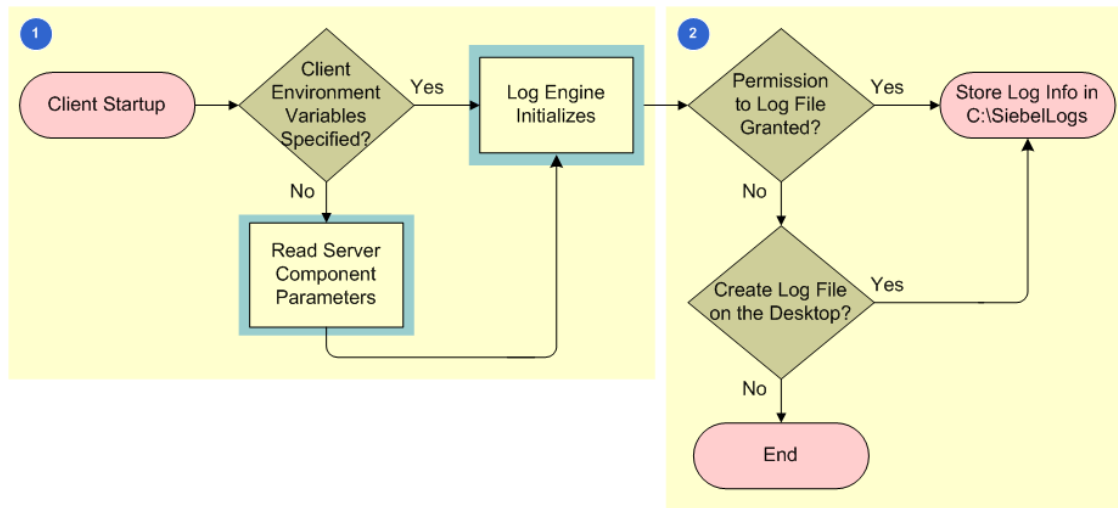 1
Client Startup
Client
Environment
Variables
Specified?
Yes
No
Log Engine
Initializes
Read Server
Component
Parameters
2
Permission
to Log File
Granted?
Yes
No
Store Log Info in
C:\SiebelLogs
Create Log File
on the Desktop?
Yes
No
End